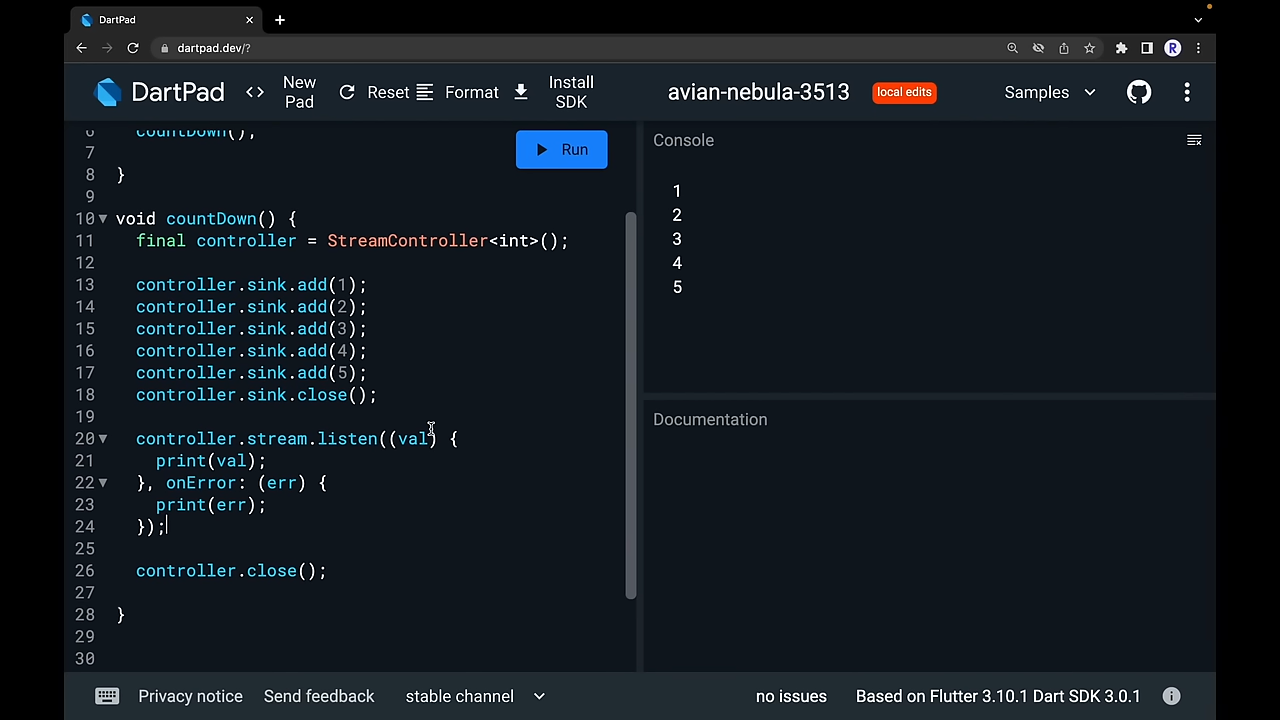 DartPad
dartpad.dev/?
R
DartPad
<> New Pad
Reset
Format
Install SDK
avian-nebula-3513
local edits
Samples
6 countDown();
7
8 }
9
10 void countDown() {
11 final controller = StreamController<int>();
12
13 controller.sink.add(1);
14 controller.sink.add(2);
15 controller.sink.add(3);
16 controller.sink.add(4);
17 controller.sink.add(5);
18 controller.sink.close();
19
20 controller.stream.listen((val) {
21 print(val);
22 }, onError: (err) {
23 print(err);
24 });
25
26 controller.close();
27
28 }
29
30
Run
Console
1
2
3
4
5
Documentation
Privacy notice
Send feedback
stable channel
no issues
Based on Flutter 3.10.1 Dart SDK 3.0.1